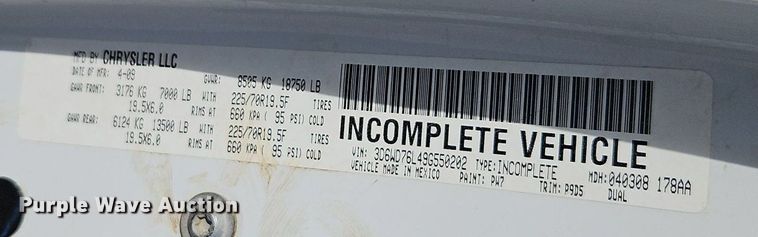 MFD BY CHRYSLER LLC
DATE OF MFR: 4-09 GVWR: 8505 KG 18750 LB
GAWR FRONT: 3176 KG 7000 LB WITH 225/70R19.5F TIRES
19.5X6.0 RIMS AT 660 KPA ( 95 PSI) COLD
GAWR REAR: 6124 KG 13500 LB WITH 225/70R19.5F TIRES
19.5X6.0 RIMS AT 660 KPA ( 95 PSI) COLD
INCOMPLETE VEHICLE
VIN: 3D6WD76L49G550202 TYPE: INCOMPLETE MDH: 040308 178AA
VEHICLE MADE IN MEXICO PAINT: PW7 TRIM: P9D5 DUAL
Purple Wave Auction